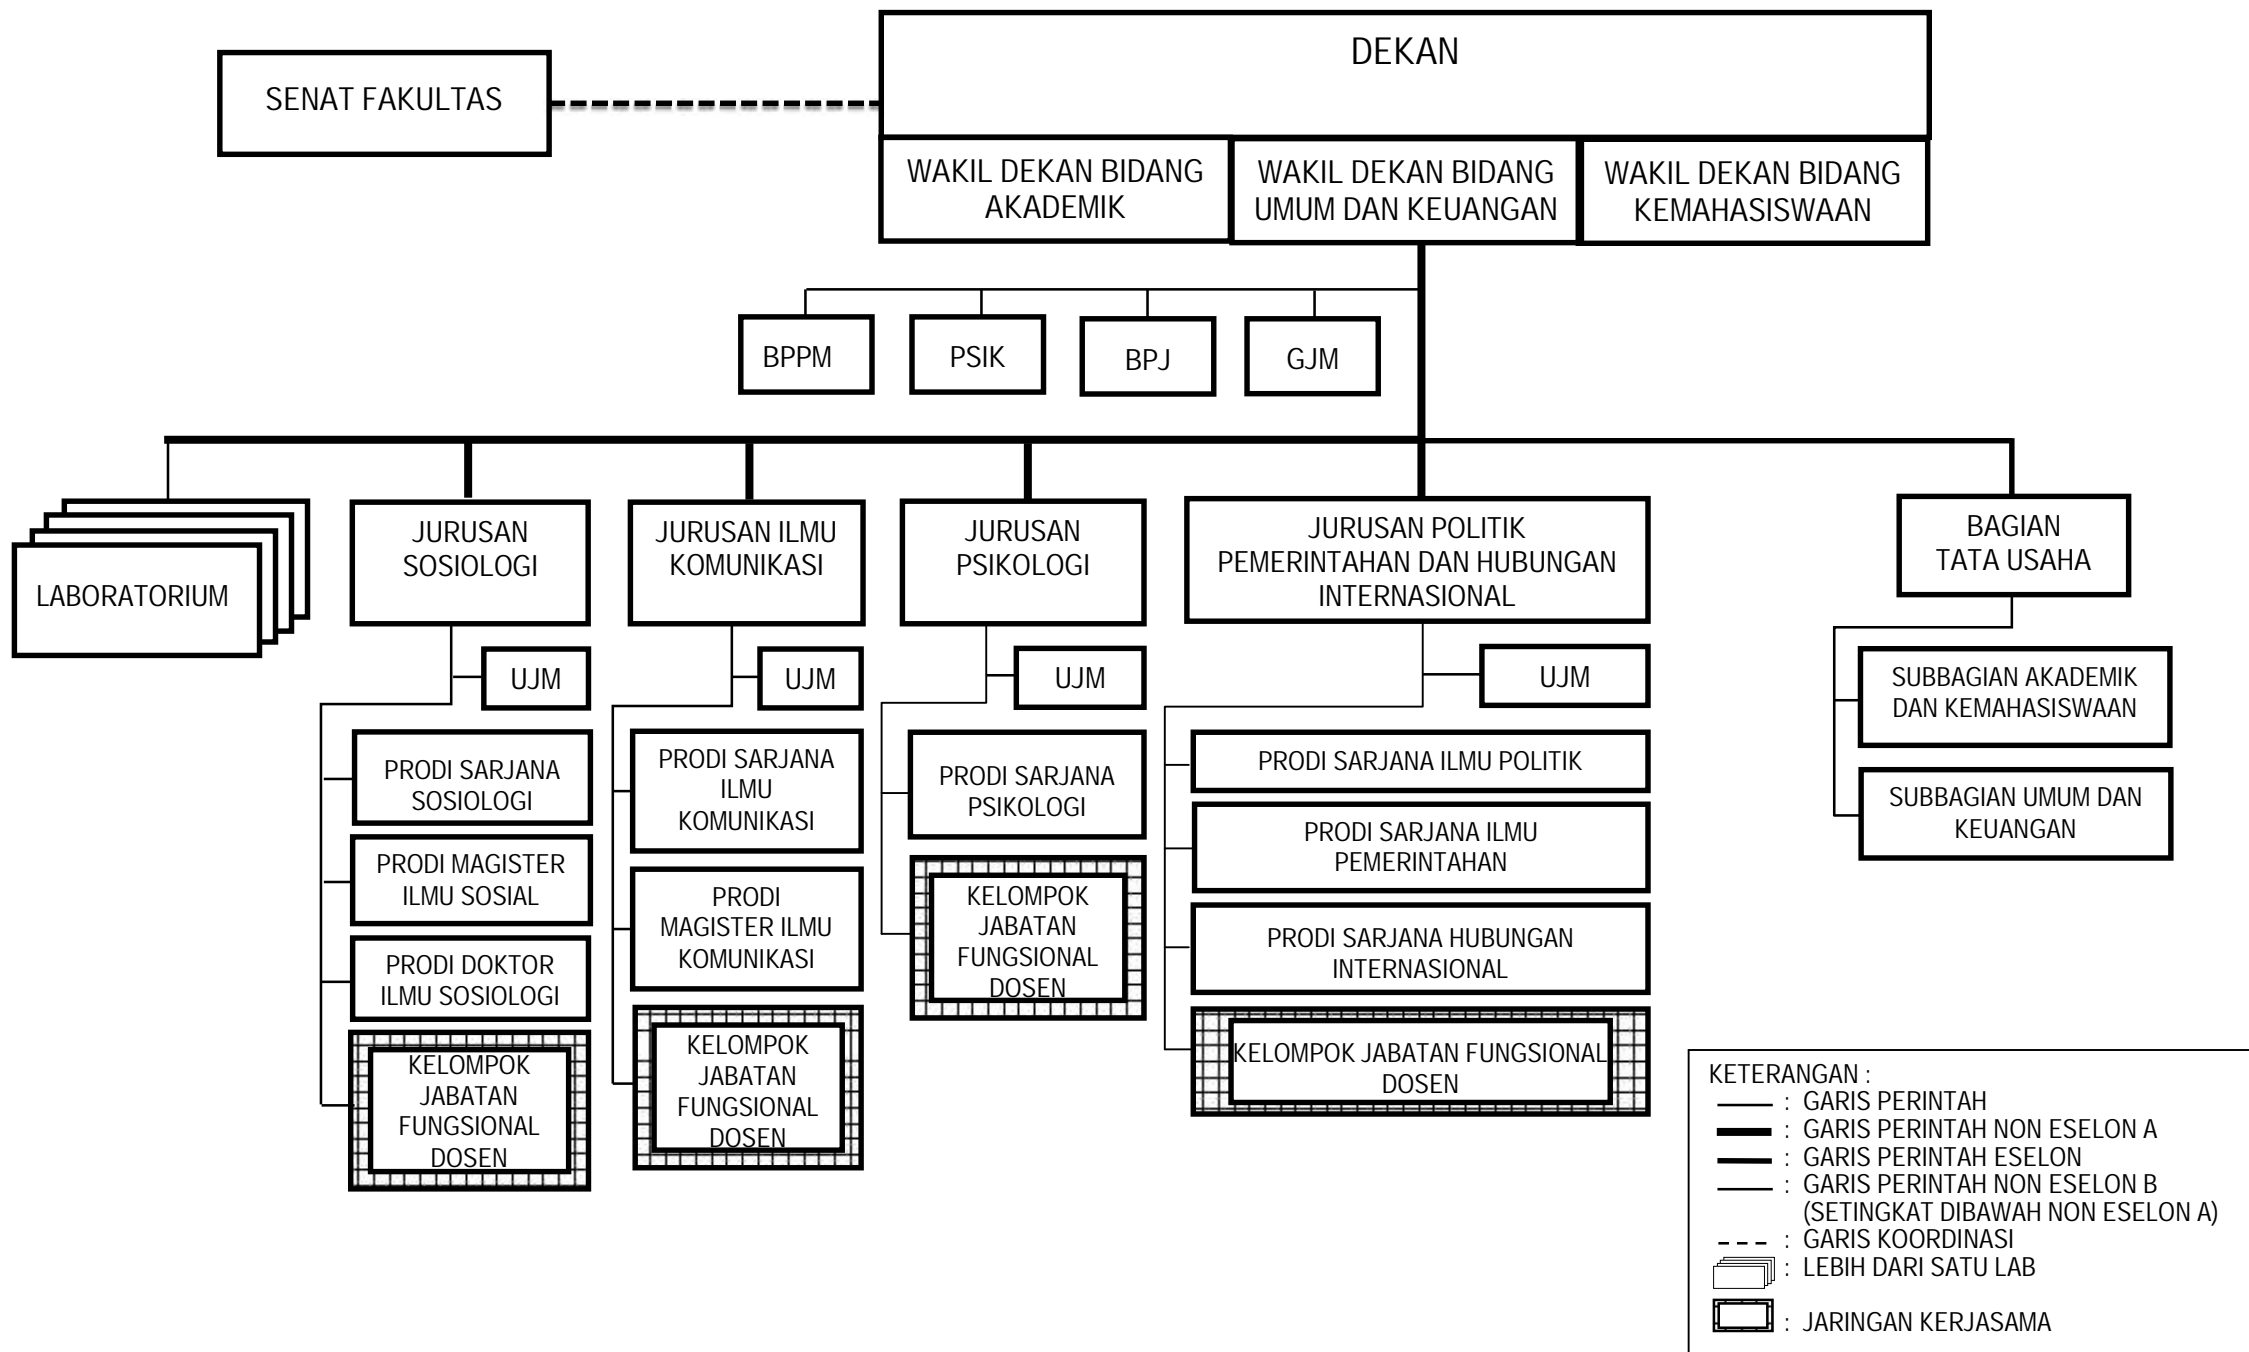 DEKAN
SENAT FAKULTAS
WAKIL DEKAN BIDANG
AKADEMIK
WAKIL DEKAN BIDANG
UMUM DAN KEUANGAN
WAKIL DEKAN BIDANG
KEMAHASISWAAN
BPPM
PSIK
BPJ
GJM
LABORATORIUM
JURUSAN
SOSIOLOGI
JURUSAN ILMU
KOMUNIKASI
JURUSAN
PSIKOLOGI
JURUSAN POLITIK
PEMERINTAHAN DAN HUBUNGAN
INTERNASIONAL
BAGIAN
TATA USAHA
UJM
UJM
UJM
UJM
SUBBAGIAN AKADEMIK
DAN KEMAHASISWAAN
SUBBAGIAN UMUM DAN
KEUANGAN
PRODI SARJANA
SOSIOLOGI
PRODI MAGISTER
ILMU SOSIAL
PRODI DOKTOR
ILMU SOSIOLOGI
KELOMPOK
JABATAN
FUNGSIONAL
DOSEN
PRODI SARJANA
ILMU
KOMUNIKASI
PRODI
MAGISTER ILMU
KOMUNIKASI
KELOMPOK
JABATAN
FUNGSIONAL
DOSEN
PRODI SARJANA
PSIKOLOGI
KELOMPOK
JABATAN
FUNGSIONAL
DOSEN
PRODI SARJANA ILMU POLITIK
PRODI SARJANA ILMU
PEMERINTAHAN
PRODI SARJANA HUBUNGAN
INTERNASIONAL
KELOMPOK JABATAN FUNGSIONAL
DOSEN
KETERANGAN :
: GARIS PERINTAH
: GARIS PERINTAH NON ESELON A
: GARIS PERINTAH ESELON
: GARIS PERINTAH NON ESELON B
(SETINGKAT DIBAWAH NON ESELON A)
: GARIS KOORDINASI
: LEBIH DARI SATU LAB
: JARINGAN KERJASAMA